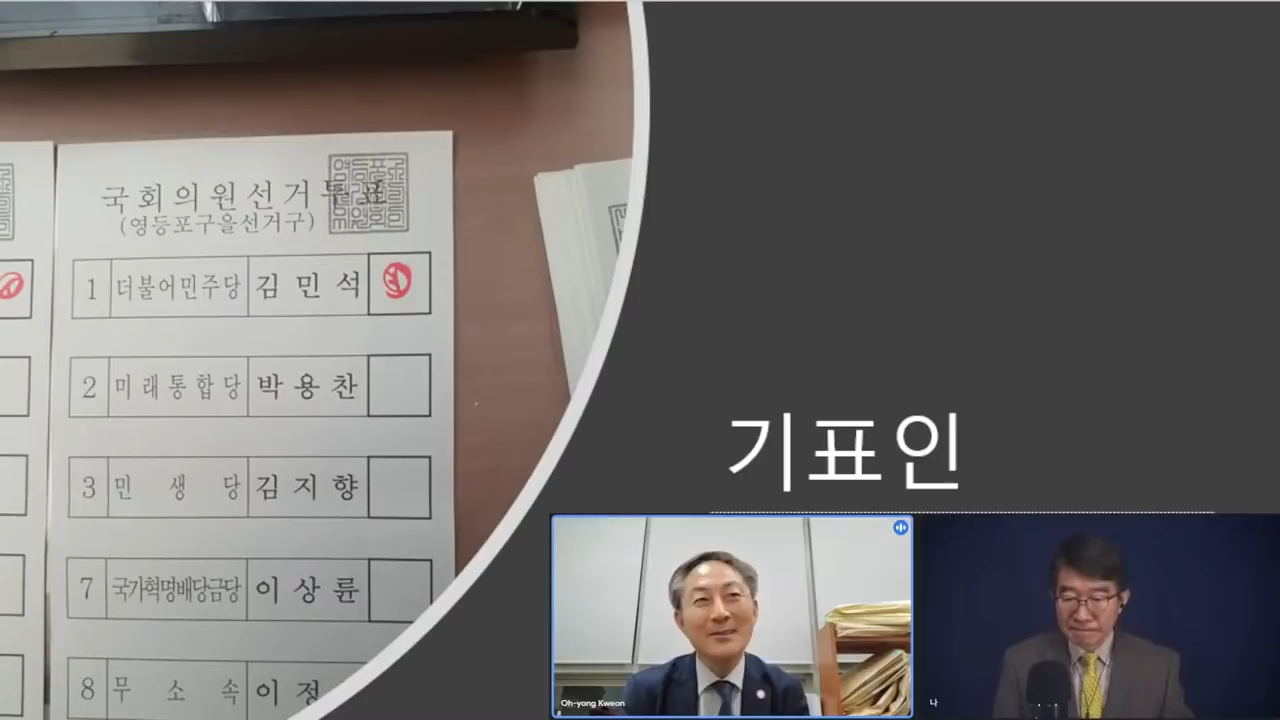 국회의원선거투표
(영등포구을선거구)
1 더불어민주당 김민석
2 미래통합당 박용찬
3 민생당 김지향
7 국가혁명배당금당 이상륜
8 무소속 이정
기표인
Oh-yong Kweon
나